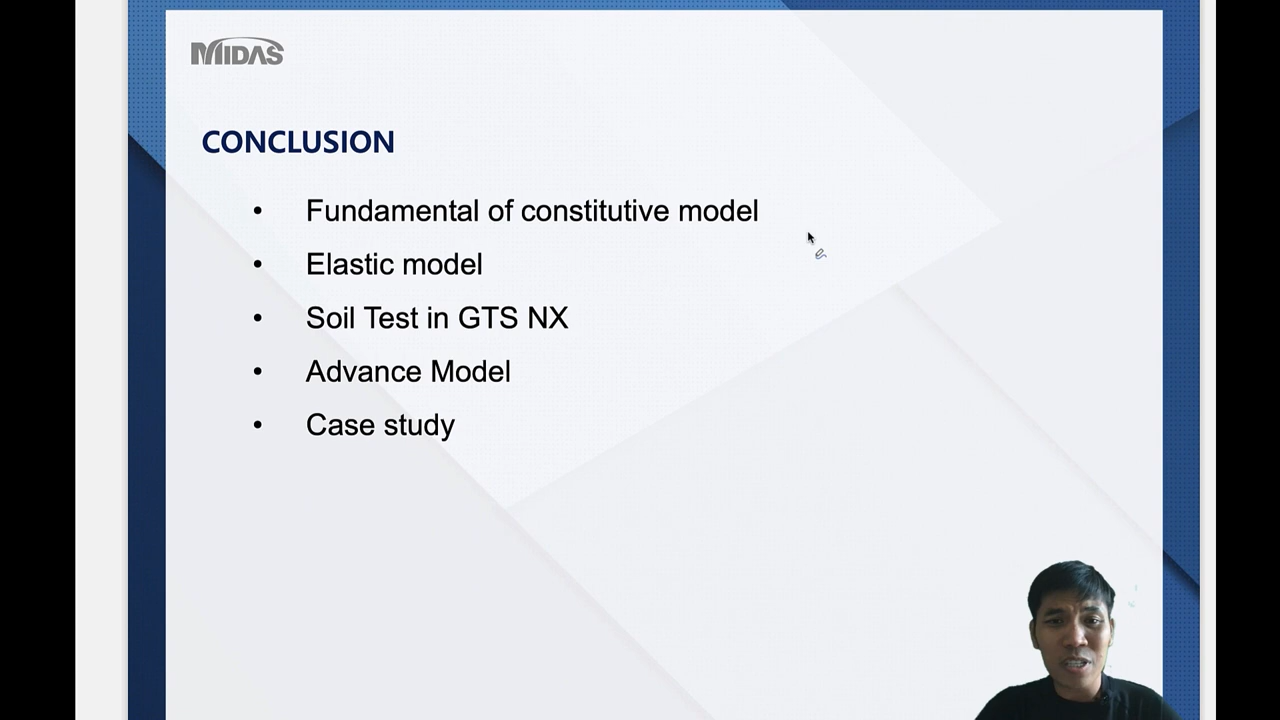 MIDAS
CONCLUSION
• Fundamental of constitutive model
• Elastic model
• Soil Test in GTS NX
• Advance Model
• Case study